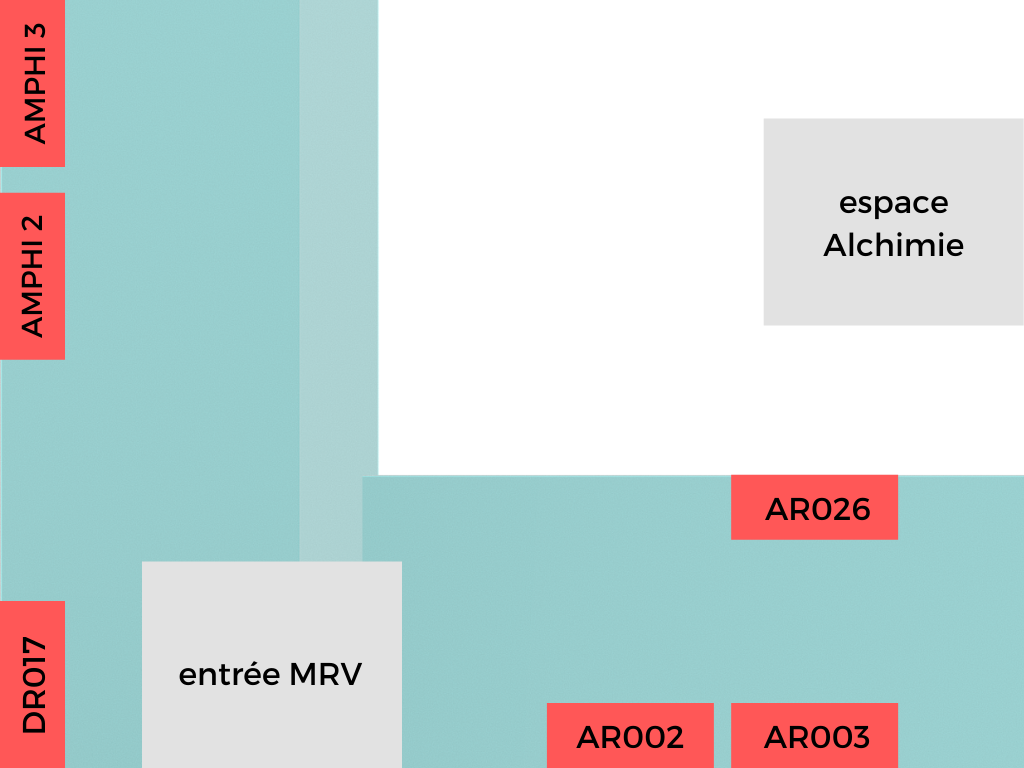 AMPHI 3
AMPHI 2
espace
Alchimie
AR026
DR017
entrée MRV
AR002
AR003